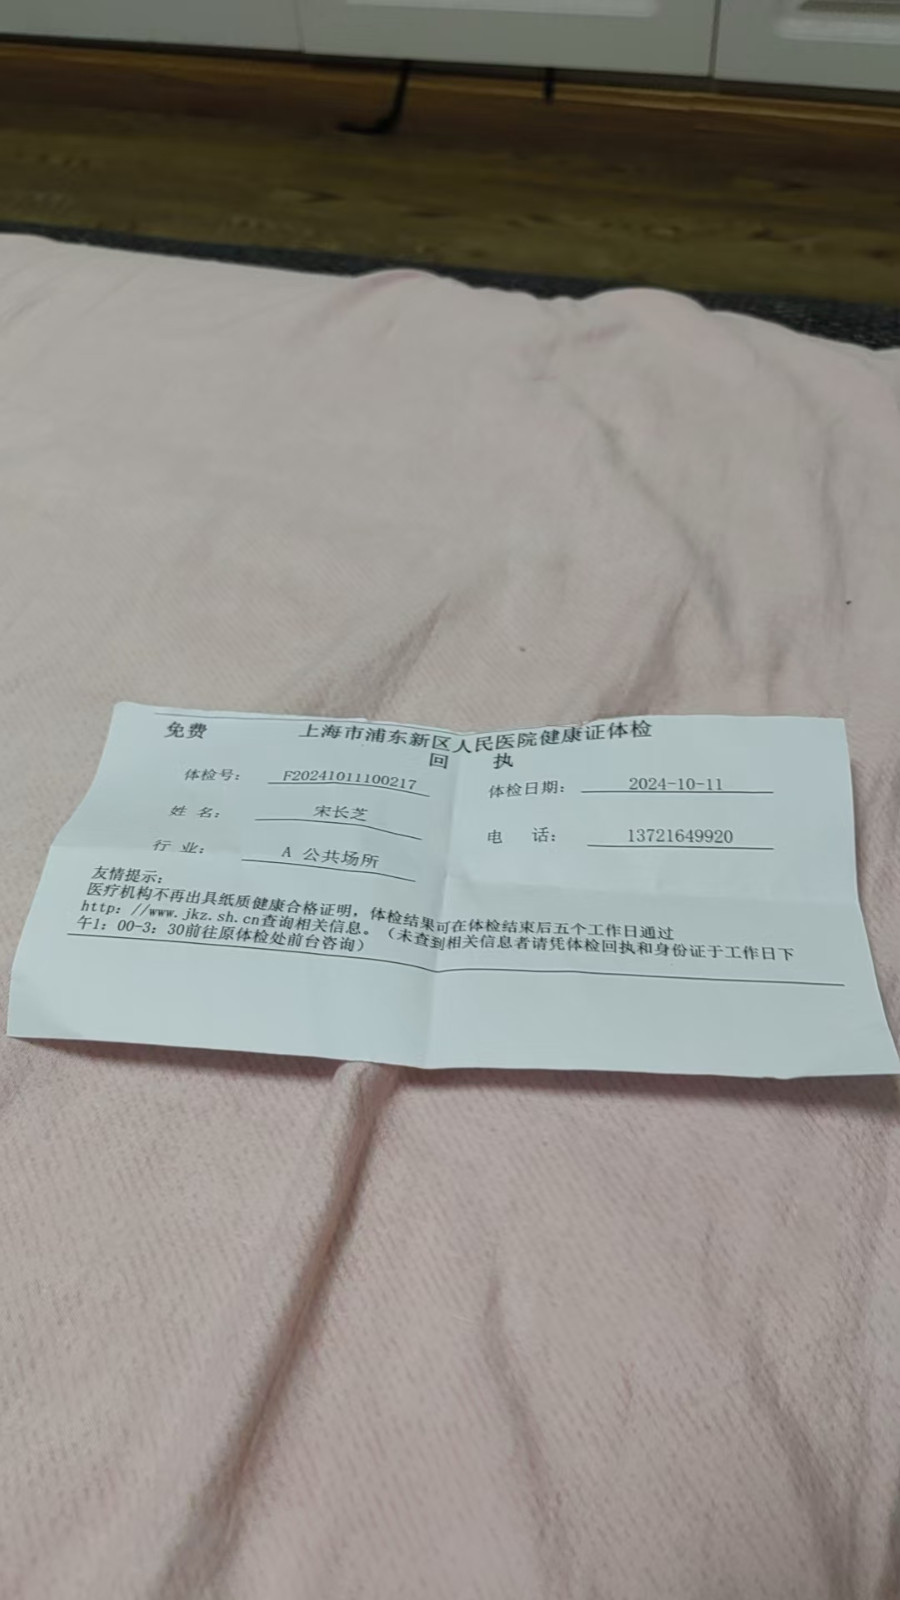 免费 上海市浦东新区人民医院健康证体检
回 执
体检号： F20241011100217 体检日期： 2024-10-11
姓 名： 宋长芝 电 话： 13721649920
行 业： A 公共场所
友情提示：
医疗机构不再出具纸质健康合格证明，体检结果可在体检结束后五个工作日通过
http：//www.jkz.sh.cn查询相关信息。（未查到相关信息者请凭体检回执和身份证于工作日下
午1：00-3：30前往原体检处前台咨询）